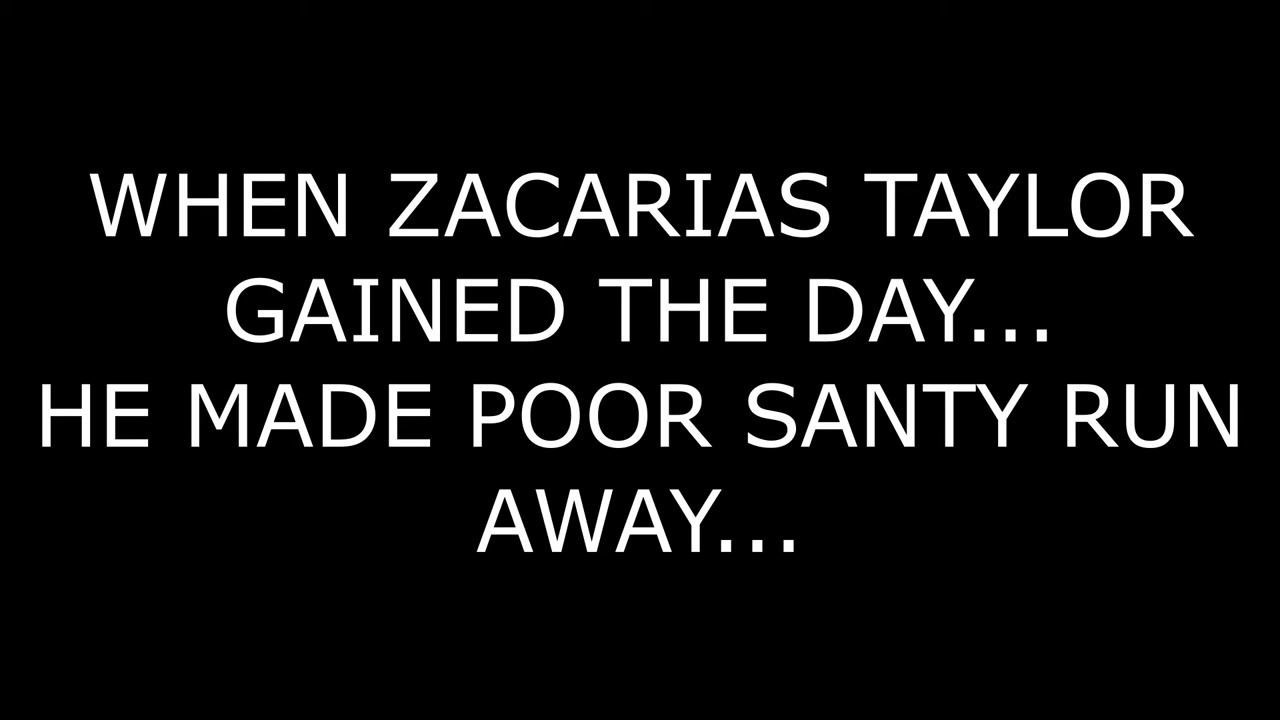 WHEN ZACARIAS TAYLOR
GAINED THE DAY...
HE MADE POOR SANTY RUN
AWAY...